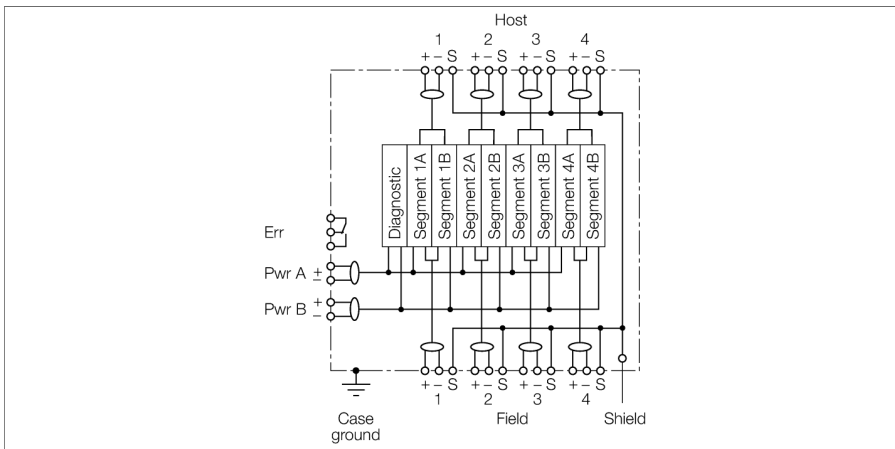 Host
1 2 3 4
+ – S + – S + – S + – S
Diagnostic
Segment 1A
Segment 1B
Segment 2A
Segment 2B
Segment 3A
Segment 3B
Segment 4A
Segment 4B
Err
Pwr A + –
Pwr B + –
+ – S + – S + – S + – S
1 2 3 4
Case
ground
Field
Shield